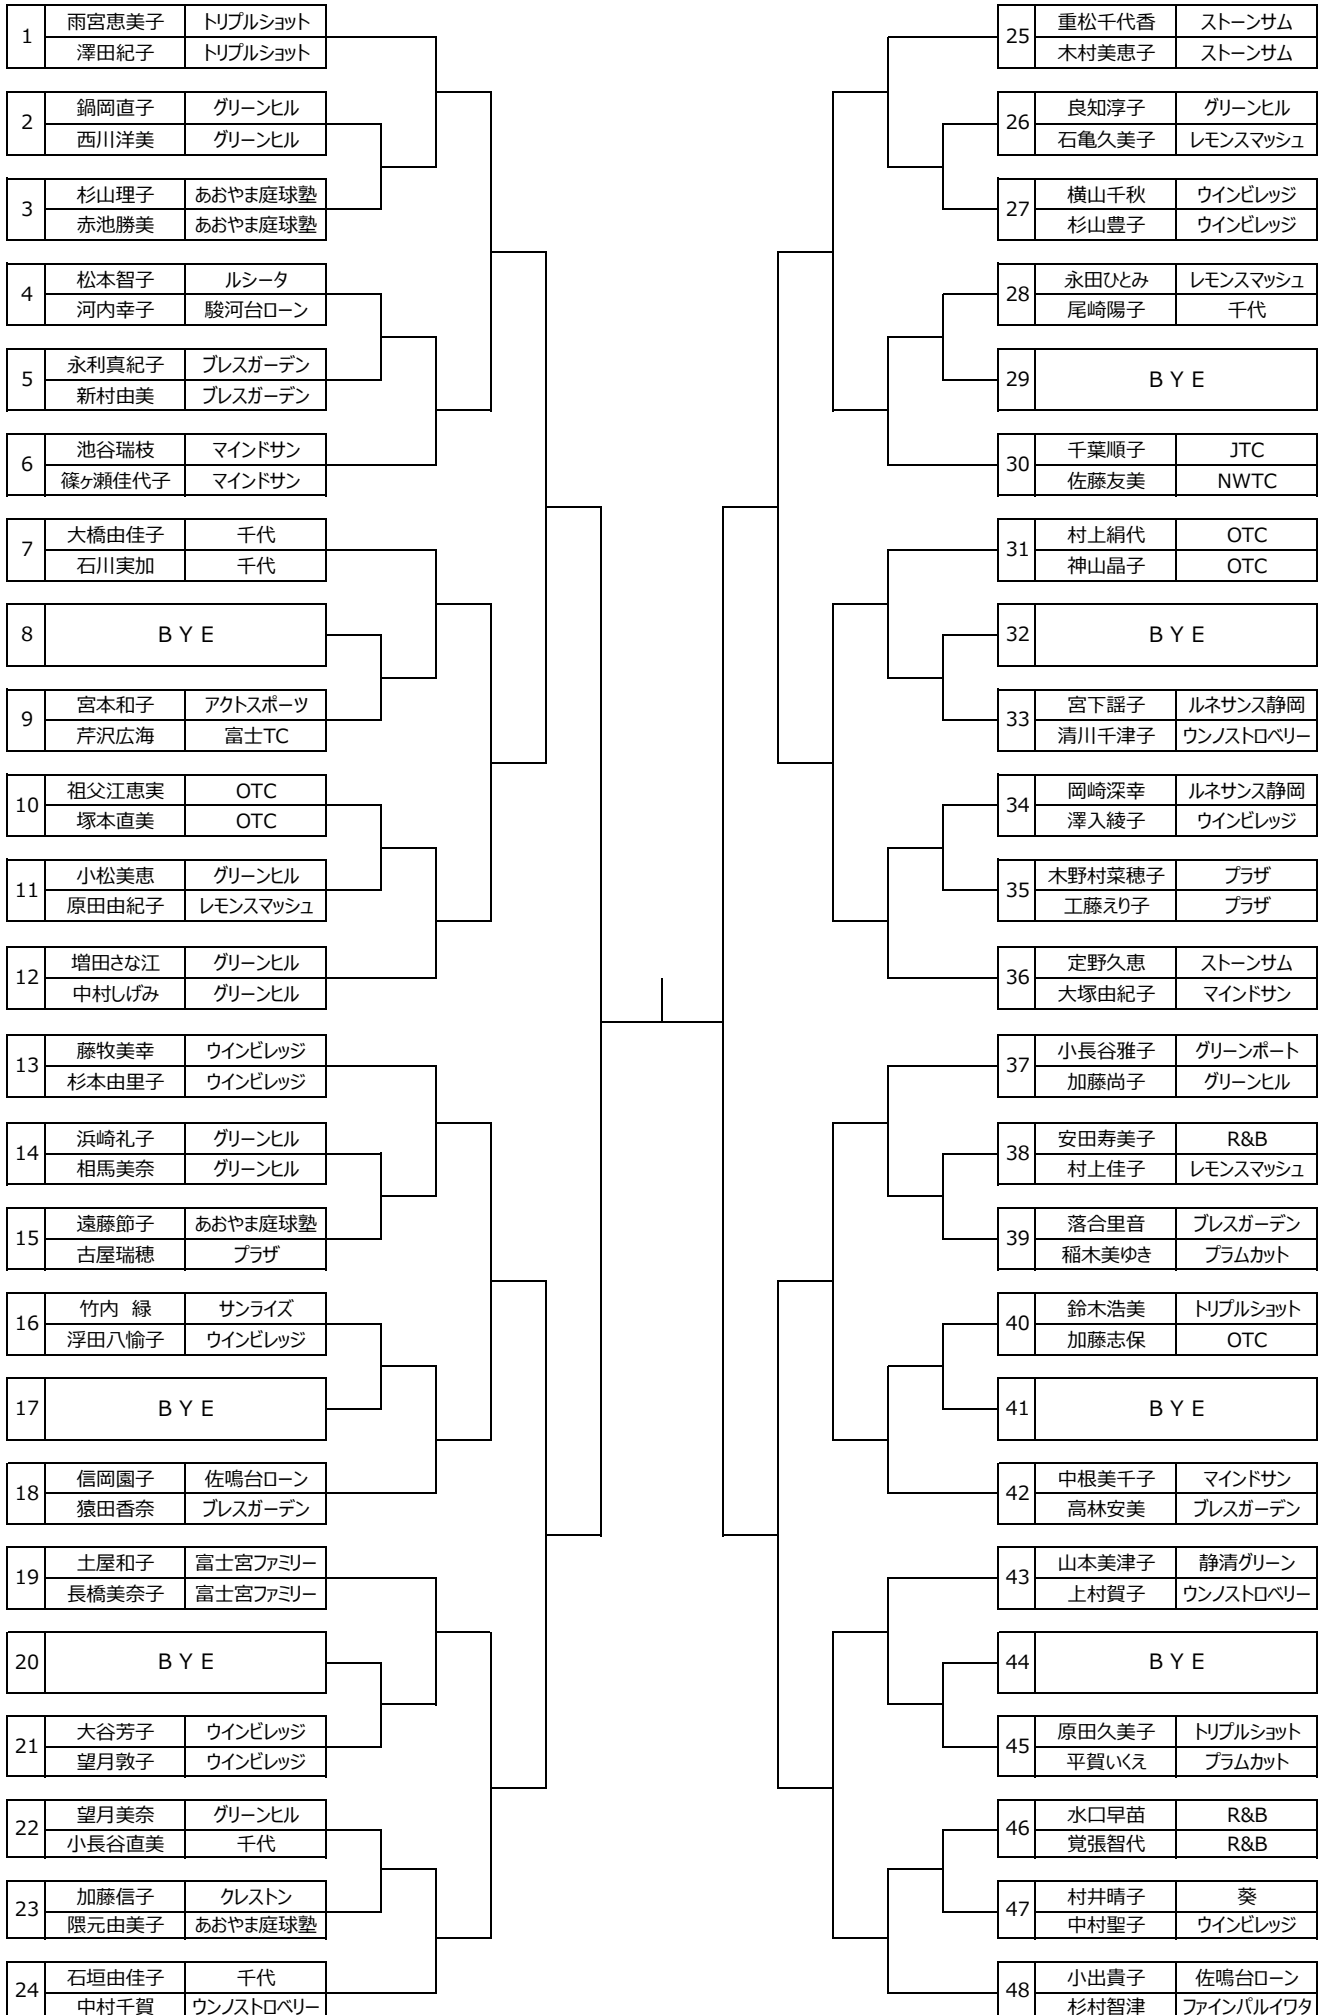 1 雨宮恵美子 トリプルショット
澤田紀子 トリプルショット
2 鍋岡直子 グリーンヒル
西川洋美 グリーンヒル
3 杉山理子 あおやま庭球塾
赤池勝美 あおやま庭球塾
4 松本智子 ルシータ
河内幸子 駿河台ローン
5 永利真紀子 ブレスガーデン
新村由美 ブレスガーデン
6 池谷瑞枝 マインドサン
篠ヶ瀬佳代子 マインドサン
7 大橋由佳子 千代
石川実加 千代
8 BYE
9 宮本和子 アクトスポーツ
芹沢広海 富士TC
10 祖父江恵実 OTC
塚本直美 OTC
11 小松美恵 グリーンヒル
原田由紀子 レモンスマッシュ
12 増田さな江 グリーンヒル
中村しげみ グリーンヒル
13 藤牧美幸 ウインビレッジ
杉本由里子 ウインビレッジ
14 浜崎礼子 グリーンヒル
相馬美奈 グリーンヒル
15 遠藤節子 あおやま庭球塾
古屋瑞穂 プラザ
16 竹内 緑 サンライズ
浮田八愉子 ウインビレッジ
17 BYE
18 信岡園子 佐鳴台ローン
猿田香奈 ブレスガーデン
19 土屋和子 富士宮ファミリー
長橋美奈子 富士宮ファミリー
20 BYE
21 大谷芳子 ウインビレッジ
望月敦子 ウインビレッジ
22 望月美奈 グリーンヒル
小長谷直美 千代
23 加藤信子 クレストン
隈元由美子 あおやま庭球塾
24 石垣由佳子 千代
中村千賀 ウンノストロベリー
25 重松千代香 ストーンサム
木村美恵子 ストーンサム
26 良知淳子 グリーンヒル
石亀久美子 レモンスマッシュ
27 横山千秋 ウインビレッジ
杉山豊子 ウインビレッジ
28 永田ひとみ レモンスマッシュ
尾崎陽子 千代
29 BYE
30 千葉順子 JTC
佐藤友美 NWTC
31 村上絹代 OTC
神山晶子 OTC
32 BYE
33 宮下謡子 ルネサンス静岡
清川千津子 ウンノストロベリー
34 岡崎深幸 ルネサンス静岡
澤入綾子 ウインビレッジ
35 木野村菜穂子 プラザ
工藤えり子 プラザ
36 定野久恵 ストーンサム
大塚由紀子 マインドサン
37 小長谷雅子 グリーンポート
加藤尚子 グリーンヒル
38 安田寿美子 R&B
村上佳子 レモンスマッシュ
39 落合里音 ブレスガーデン
稲木美ゆき プラムカット
40 鈴木浩美 トリプルショット
加藤志保 OTC
41 BYE
42 中根美千子 マインドサン
高林安美 ブレスガーデン
43 山本美津子 静清グリーン
上村賀子 ウンノストロベリー
44 BYE
45 原田久美子 トリプルショット
平賀いくえ プラムカット
46 水口早苗 R&B
覚張智代 R&B
47 村井晴子 葵
中村聖子 ウインビレッジ
48 小出貴子 佐鳴台ローン
杉村智津 ファインパルイワタ